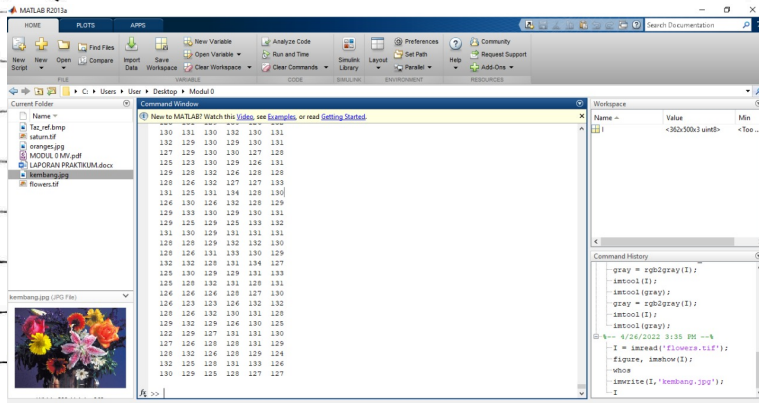 MATLAB R2013a
HOME PLOTS APPS
Search Documentation
New Script
New
Open
Find Files
Compare
Import Data
Save Workspace
New Variable
Open Variable
Clear Workspace
Analyze Code
Run and Time
Clear Commands
Simulink Library
Layout
Preferences
Set Path
Parallel
Help
Community
Request Support
Add-Ons
FILE VARIABLE CODE SIMULINK ENVIRONMENT RESOURCES
C: Users User Desktop Modul 0
Current Folder
Name
Taz_ref.bmp
saturn.tif
oranges.jpg
MODUL 0 MV.pdf
LAPORAN PRAKTIKUM.docx
kembang.jpg
flowers.tif
kembang.jpg (JPG File)
Command Window
New to MATLAB? Watch this Video, see Examples, or read Getting Started.
130 131 130 132 130 131
132 129 130 129 130 131
127 129 130 130 127 128
125 123 130 129 126 131
129 128 132 126 128 128
128 126 132 127 127 133
131 125 131 134 128 130
126 130 126 132 128 129
129 133 130 129 130 131
129 125 129 125 133 132
131 129 130 131 131 131
128 128 129 132 132 130
128 126 131 133 130 129
132 132 128 131 134 127
125 130 129 129 131 133
125 128 132 131 128 131
126 126 126 128 127 130
126 123 123 126 132 132
128 126 132 130 131 128
129 132 129 126 130 125
122 129 127 131 131 130
127 126 128 128 131 129
128 132 126 128 129 124
132 125 128 131 133 126
130 129 125 128 127 127
fx >>
Workspace
Name Value Min
I <362x500x3 uint8> <Too ...
Command History
gray = rgb2gray(I);
imtool(I);
imtool(gray);
gray = rgb2gray(I);
imtool(I);
imtool(gray);
%-- 4/26/2022 3:35 PM --%
I = imread('flowers.tif');
figure, imshow(I);
whos
imwrite(I,'kembang.jpg');
I